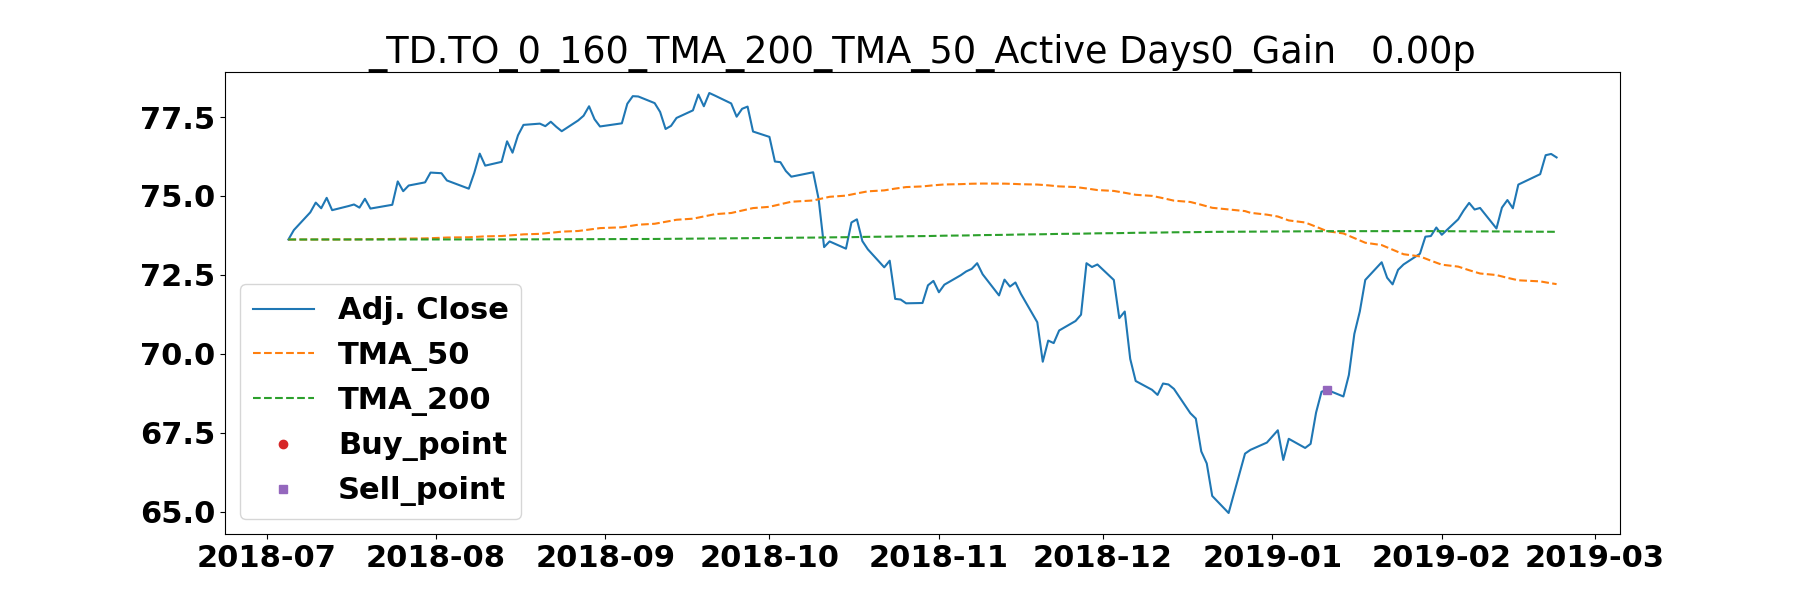 _TD.TO_0_160_TMA_200_TMA_50_Active Days0_Gain   0.00p
77.5
75.0
72.5
70.0
67.5
65.0
Adj. Close
TMA_50
TMA_200
Buy_point
Sell_point
2018-07 2018-08 2018-09 2018-10 2018-11 2018-12 2019-01 2019-02 2019-03